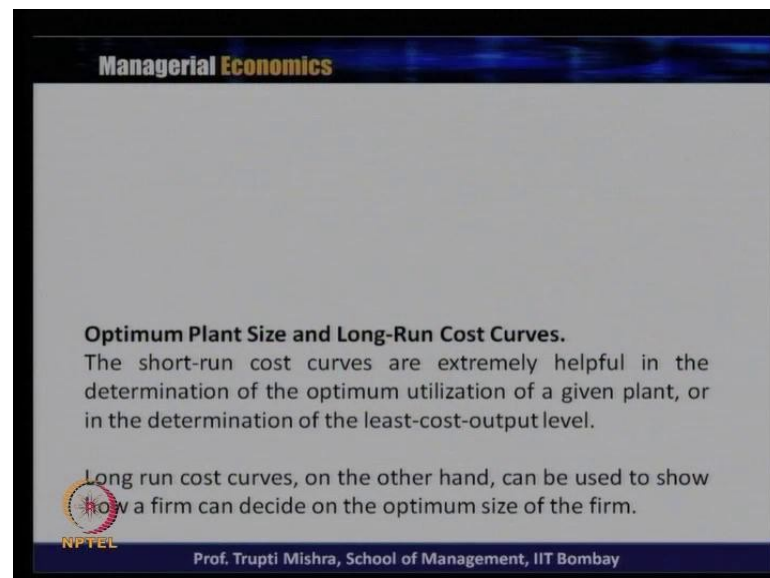 Managerial Economics
Optimum Plant Size and Long-Run Cost Curves.
The short-run cost curves are extremely helpful in the
determination of the optimum utilization of a given plant, or
in the determination of the least-cost-output level.
Long run cost curves, on the other hand, can be used to show
how a firm can decide on the optimum size of the firm.
NPTEL
Prof. Trupti Mishra, School of Management, IIT Bombay